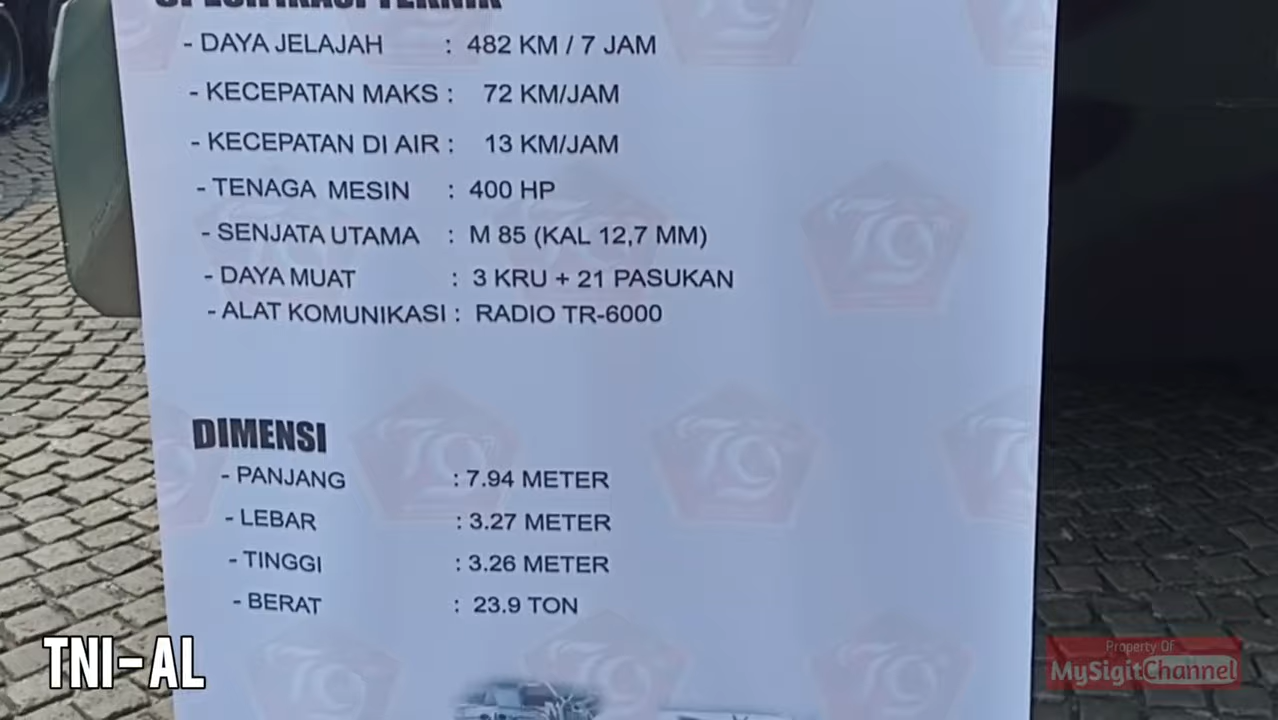 SPESIFIKASI TEKNIK
- DAYA JELAJAH : 482 KM / 7 JAM
- KECEPATAN MAKS : 72 KM/JAM
- KECEPATAN DI AIR : 13 KM/JAM
- TENAGA MESIN : 400 HP
- SENJATA UTAMA : M 85 (KAL 12,7 MM)
- DAYA MUAT : 3 KRU + 21 PASUKAN
- ALAT KOMUNIKASI : RADIO TR-6000
DIMENSI
- PANJANG : 7.94 METER
- LEBAR : 3.27 METER
- TINGGI : 3.26 METER
- BERAT : 23.9 TON
TNI-AL
Property Of
MySigitChannel